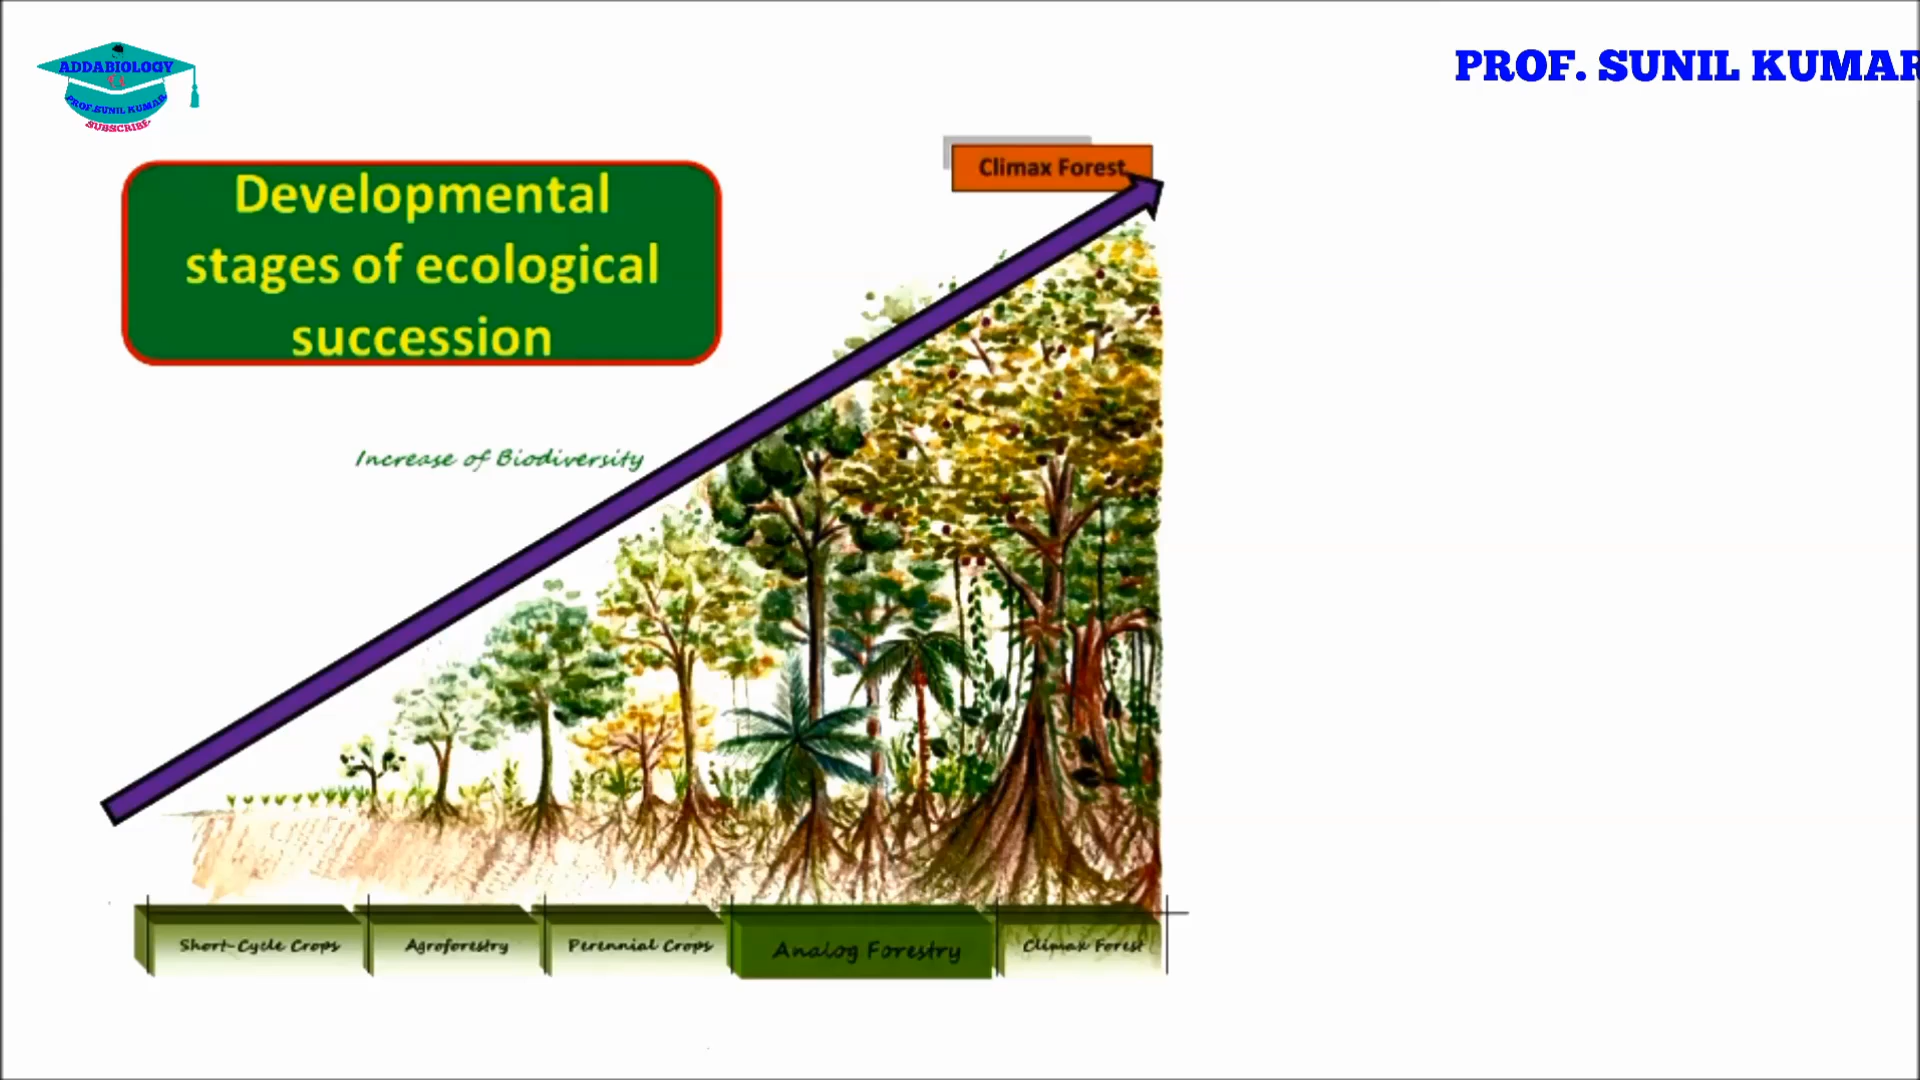 ADDABIOLOGY
PROF.SUNIL KUMAR
SUBSCRIBE
PROF. SUNIL KUMAR
Climax Forest
Developmental
stages of ecological
succession
Increase of Biodiversity
Short-Cycle Crops
Agroforestry
Perennial Crops
Analog Forestry
Climax Forest